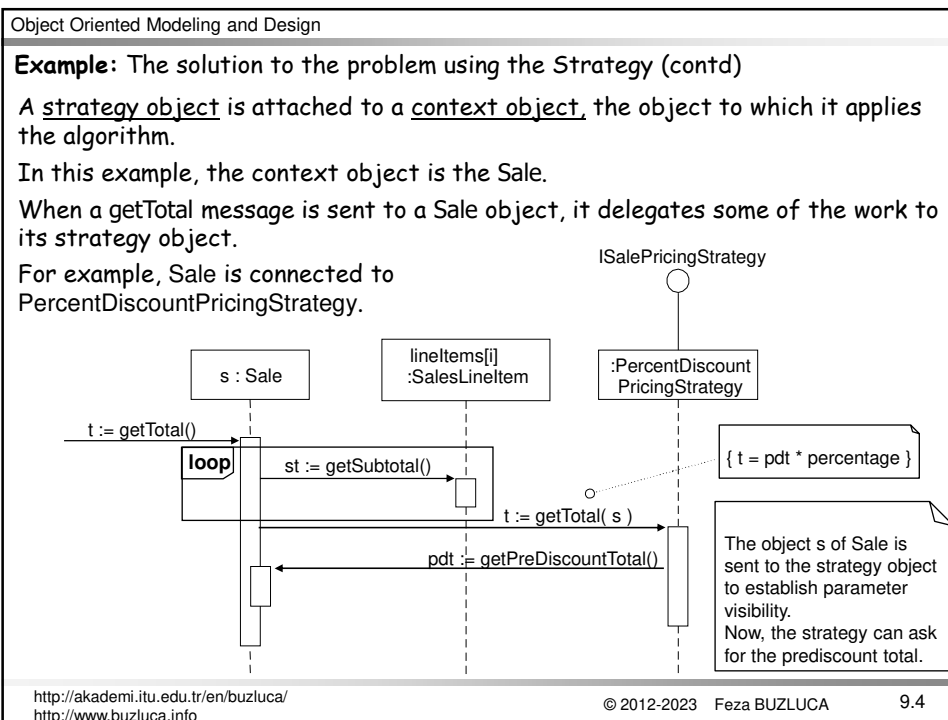 Object Oriented Modeling and Design
Example: The solution to the problem using the Strategy (contd)
A strategy object is attached to a context object, the object to which it applies
the algorithm.
In this example, the context object is the Sale.
When a getTotal message is sent to a Sale object, it delegates some of the work to
its strategy object.
For example, Sale is connected to
PercentDiscountPricingStrategy.
ISalePricingStrategy
s : Sale
lineItems[i]
:SalesLineItem
:PercentDiscount
PricingStrategy
t := getTotal()
loop
st := getSubtotal()
{ t = pdt * percentage }
t := getTotal( s )
pdt := getPreDiscountTotal()
The object s of Sale is
sent to the strategy object
to establish parameter
visibility.
Now, the strategy can ask
for the prediscount total.
http://akademi.itu.edu.tr/en/buzluca/
http://www.buzluca.info
© 2012-2023 Feza BUZLUCA
9.4